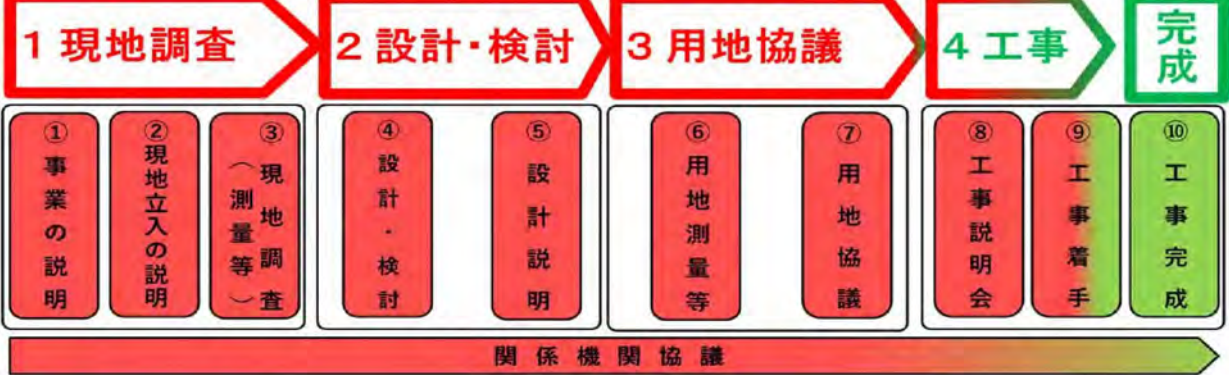 1 現地調査
2 設計・検討
3 用地協議
4 工事
完成
①事業の説明
②現地立入の説明
③現地調査
（測量等）
④設計・検討
⑤設計説明
⑥用地測量等
⑦用地協議
⑧工事説明会
⑨工事着手
⑩工事完成
関係機関協議